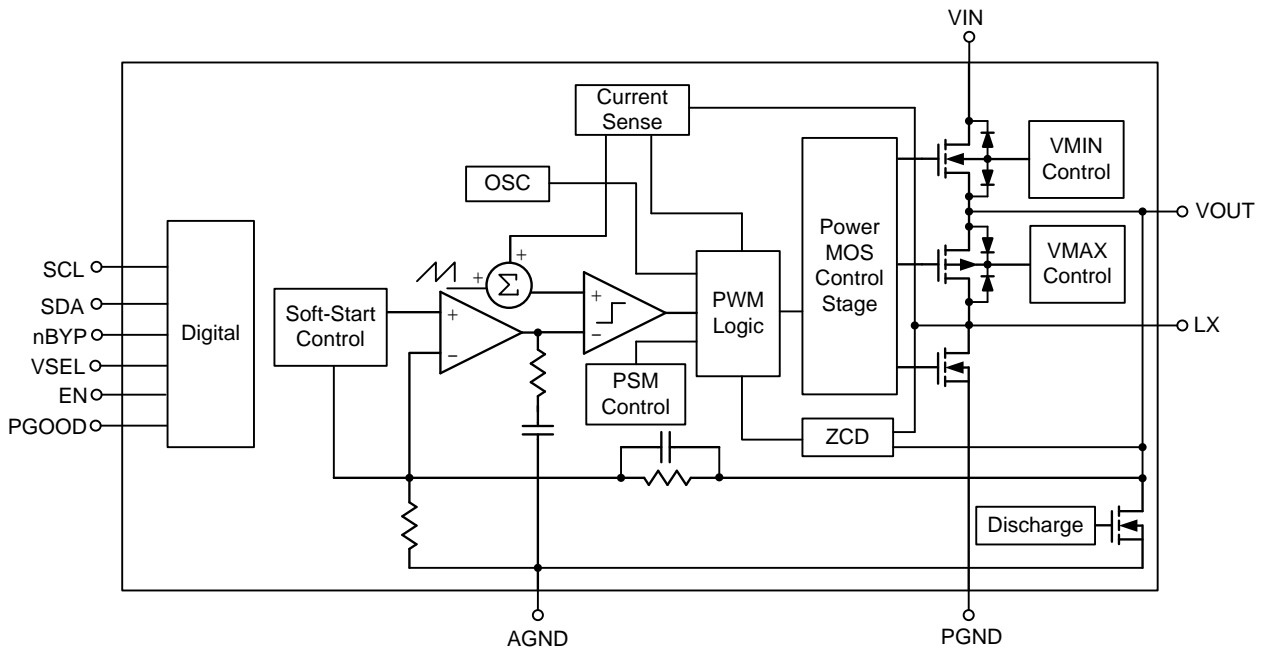 VIN
Current
Sense
VMIN
Control
OSC
VOUT
Power
MOS
Control
Stage
VMAX
Control
SCL
SDA
nBYP
VSEL
EN
PGOOD
Digital
Soft-Start
Control
+
−
+
+
Σ
+
−
PWM
Logic
LX
PSM
Control
ZCD
Discharge
AGND
PGND